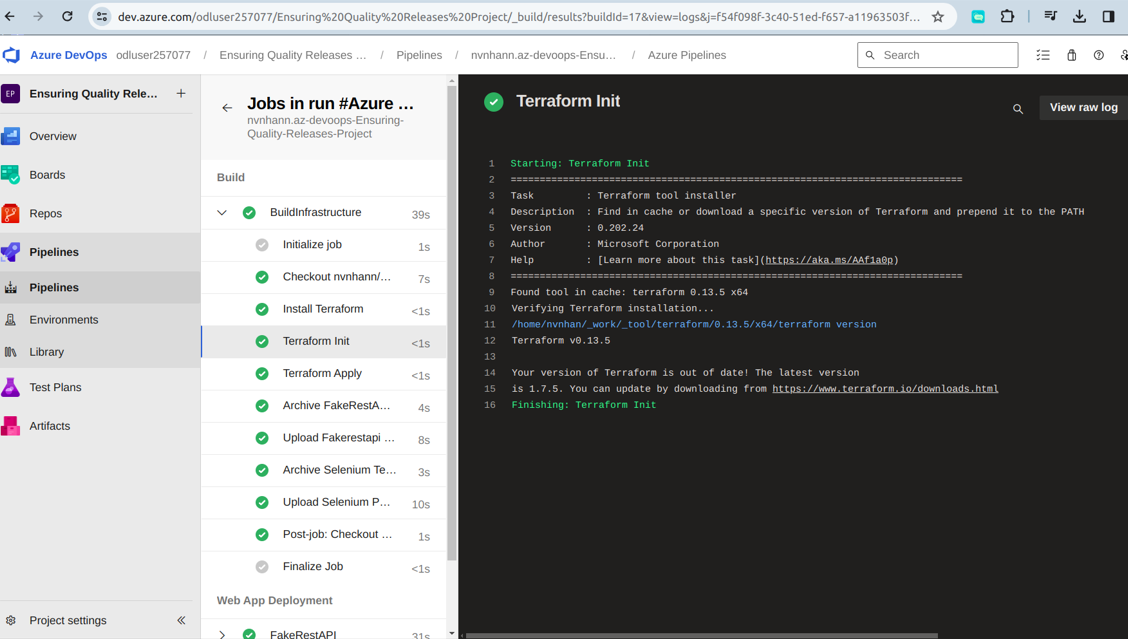 dev.azure.com/odluser257077/Ensuring%20Quality%20Releases%20Project/_build/results?buildId=17&view=logs&j=f54f098f-3c40-51ed-f657-a11963503f...
Azure DevOps odluser257077 / Ensuring Quality Releases ... / Pipelines / nvnhann.az-devoops-Ensu... / Azure Pipelines
Search
EP Ensuring Quality Rele... +
Overview
Boards
Repos
Pipelines
Pipelines
Environments
Library
Test Plans
Artifacts
Project settings
Jobs in run #Azure ...
nvnhann.az-devoops-Ensuring-
Quality-Releases-Project
Build
BuildInfrastructure 39s
Initialize job 1s
Checkout nvnhann/... 7s
Install Terraform <1s
Terraform Init <1s
Terraform Apply <1s
Archive FakeRestA... 4s
Upload Fakerestapi ... 8s
Archive Selenium Te... 3s
Upload Selenium P... 10s
Post-job: Checkout ... 1s
Finalize Job <1s
Web App Deployment
FakeRestAPI 31s
Terraform Init
View raw log
1 Starting: Terraform Init
2 ==============================================================================
3 Task         : Terraform tool installer
4 Description  : Find in cache or download a specific version of Terraform and prepend it to the PATH
5 Version      : 0.202.24
6 Author       : Microsoft Corporation
7 Help         : [Learn more about this task](https://aka.ms/AAf1a0p)
8 ==============================================================================
9 Found tool in cache: terraform 0.13.5 x64
10 Verifying Terraform installation...
11 /home/nvnhan/_work/_tool/terraform/0.13.5/x64/terraform version
12 Terraform v0.13.5
13
14 Your version of Terraform is out of date! The latest version
15 is 1.7.5. You can update by downloading from https://www.terraform.io/downloads.html
16 Finishing: Terraform Init